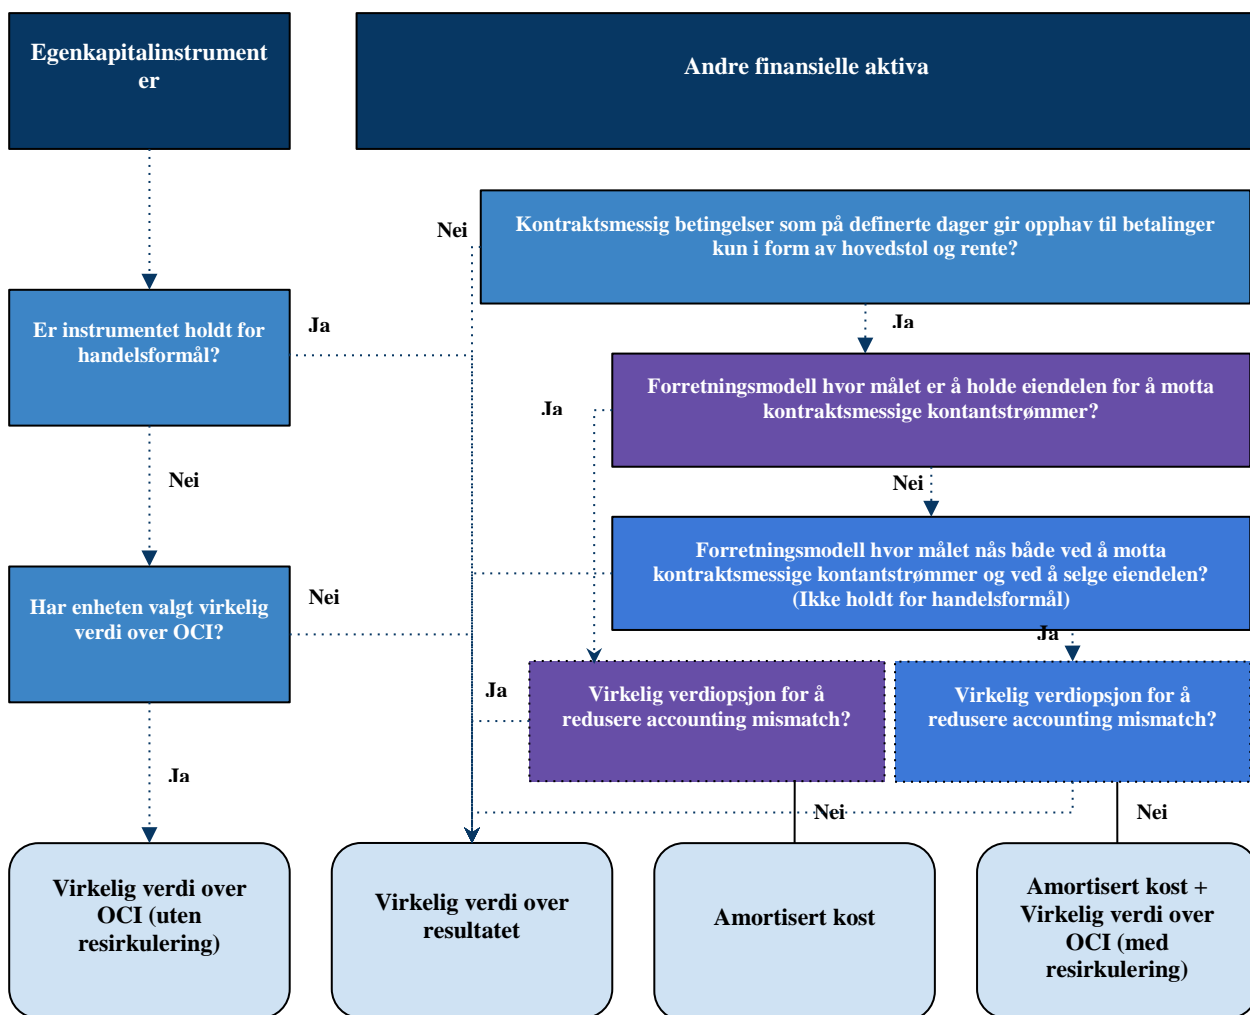 Egenkapitalinstrument
er
Andre finansielle aktiva
Nei
Kontraktsmessig betingelser som på definerte dager gir opphav til betalinger
kun i form av hovedstol og rente?
Er instrumentet holdt for
handelsformål?
Ja
Ja
Forretningsmodell hvor målet er å holde eiendelen for å motta
kontraktsmessige kontantstrømmer?
Ja
Nei
Nei
Forretningsmodell hvor målet nås både ved å motta
kontraktsmessige kontantstrømmer og ved å selge eiendelen?
(Ikke holdt for handelsformål)
Har enheten valgt virkelig
verdi over OCI?
Nei
Ja
Ja
Virkelig verdiopsjon for å
redusere accounting mismatch?
Virkelig verdiopsjon for å
redusere accounting mismatch?
Ja
Nei
Nei
Virkelig verdi over
OCI (uten
resirkulering)
Virkelig verdi over
resultatet
Amortisert kost
Amortisert kost +
Virkelig verdi over
OCI (med
resirkulering)